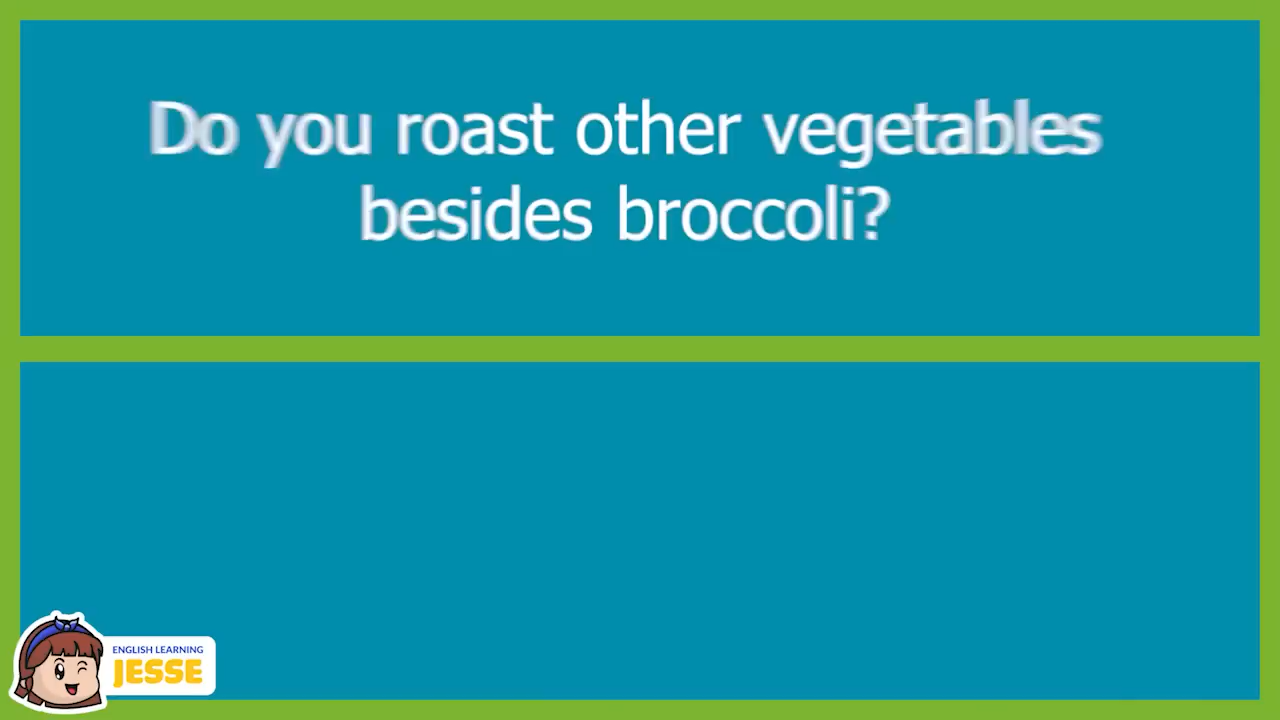 Do you roast other vegetables
besides broccoli?
ENGLISH LEARNING
JESSE